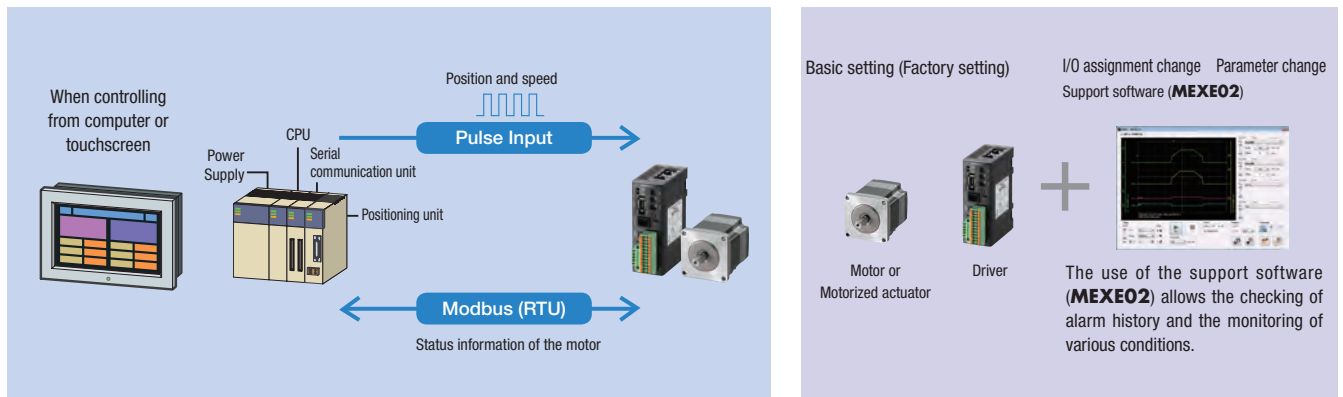 When controlling
from computer or
touchscreen
Power
Supply
CPU
Serial
communication unit
Positioning unit
Position and speed
Pulse Input
Modbus (RTU)
Status information of the motor
Basic setting (Factory setting)
Motor or
Motorized actuator
Driver
I/O assignment change Parameter change
Support software (MEXE02)
The use of the support software
(MEXE02) allows the checking of
alarm history and the monitoring of
various conditions.